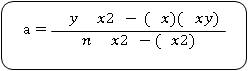 a = y x2 − ( x)( xy)
n x2 − ( x2)